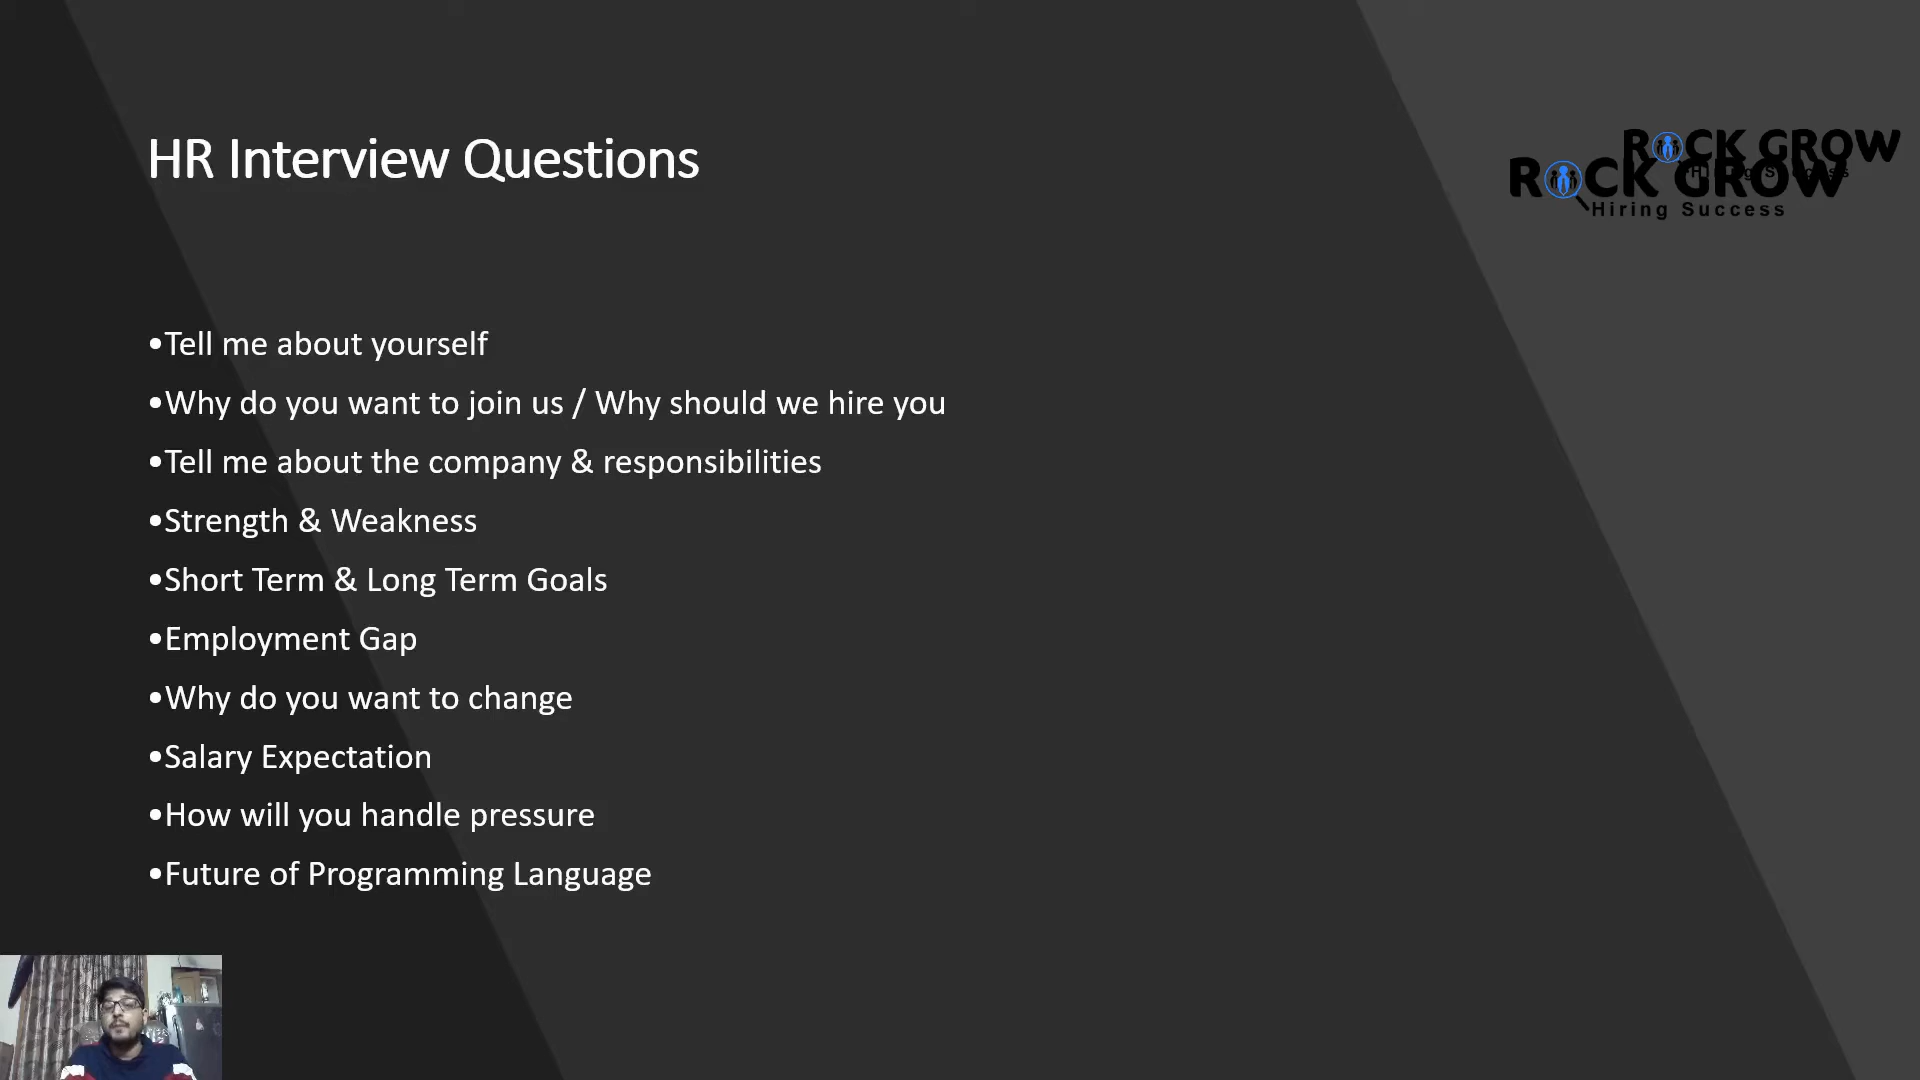 HR Interview Questions
ROCK GROW
ROCK GROW
Hiring Success
•Tell me about yourself
•Why do you want to join us / Why should we hire you
•Tell me about the company & responsibilities
•Strength & Weakness
•Short Term & Long Term Goals
•Employment Gap
•Why do you want to change
•Salary Expectation
•How will you handle pressure
•Future of Programming Language